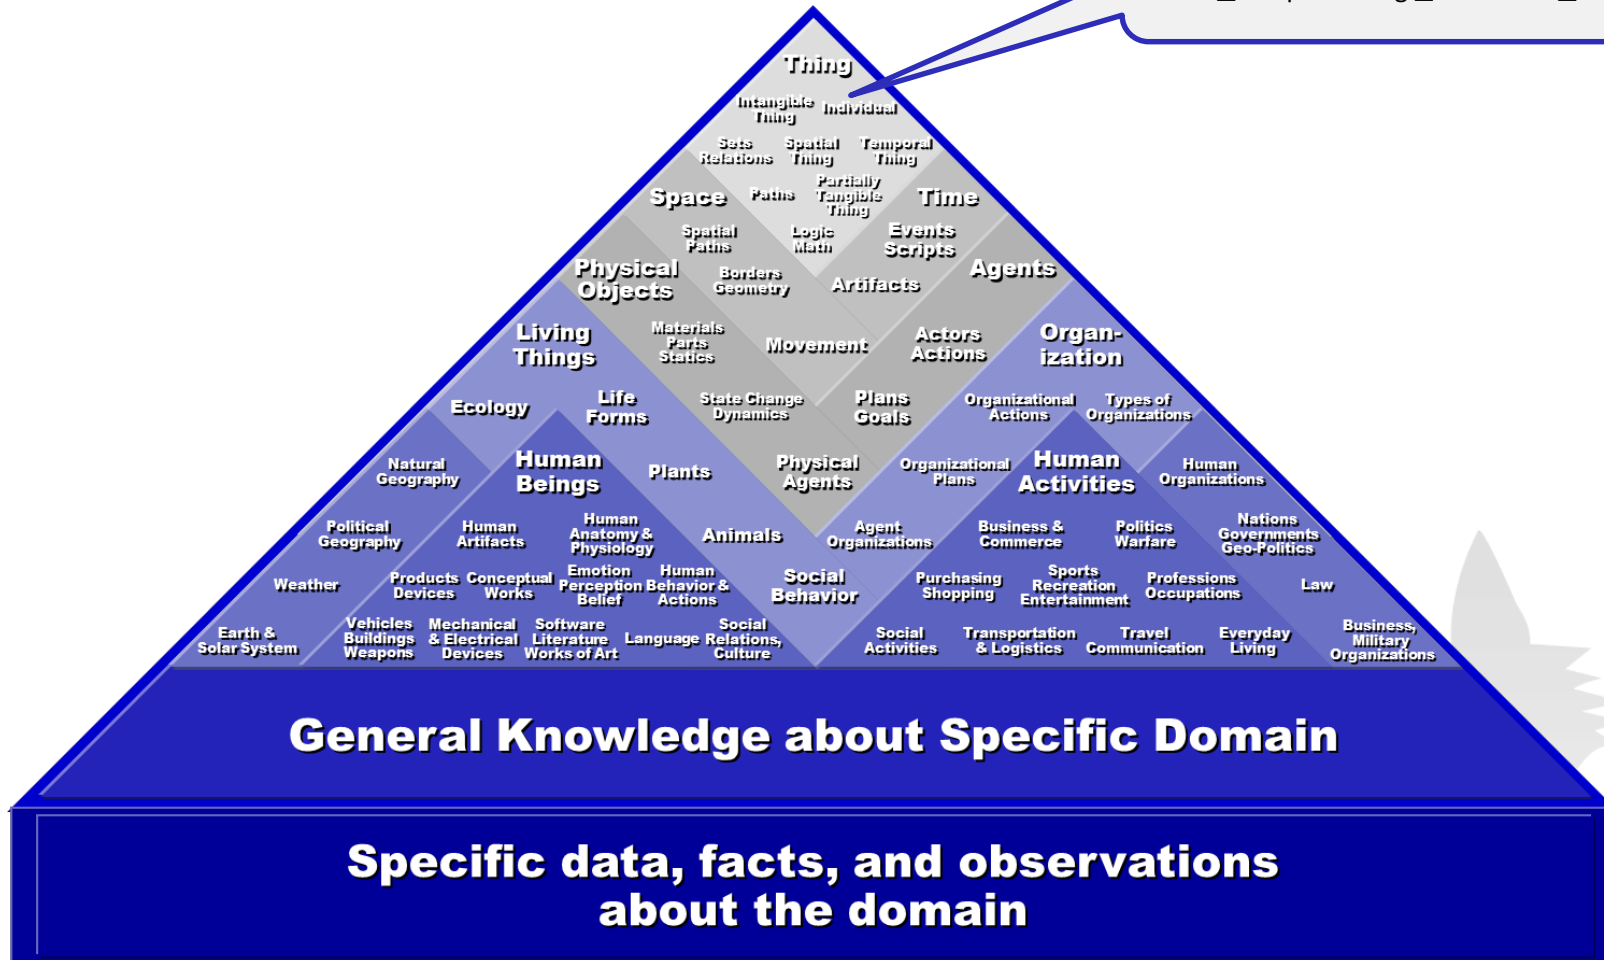 Thing
Intangible
Thing
Individual
Sets
Relations
Spatial
Thing
Temporal
Thing
Space
Paths
Partially
Tangible
Thing
Time
Spatial
Paths
Logic
Math
Events
Scripts
Physical
Objects
Borders
Geometry
Artifacts
Agents
Living
Things
Materials
Parts
Statics
Movement
Actors
Actions
Organ-
ization
Ecology
Life
Forms
State Change
Dynamics
Plans
Goals
Organizational
Actions
Types of
Organizations
Natural
Geography
Human
Beings
Plants
Physical
Agents
Organizational
Plans
Human
Activities
Human
Organizations
Political
Geography
Human
Artifacts
Human
Anatomy &
Physiology
Animals
Agent
Organizations
Business &
Commerce
Politics
Warfare
Nations
Governments
Geo-Politics
Weather
Products
Devices
Conceptual
Works
Emotion
Perception
Belief
Human
Behavior &
Actions
Social
Behavior
Purchasing
Shopping
Sports
Recreation
Entertainment
Professions
Occupations
Law
Earth &
Solar System
Vehicles
Buildings
Weapons
Mechanical
& Electrical
Devices
Software
Literature
Works of Art
Language
Social
Relations,
Culture
Social
Activities
Transportation
& Logistics
Travel
Communication
Everyday
Living
Business,
Military
Organizations
General Knowledge about Specific Domain
Specific data, facts, and observations
about the domain